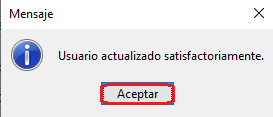 Mensaje
Usuario actualizado satisfactoriamente.
Aceptar